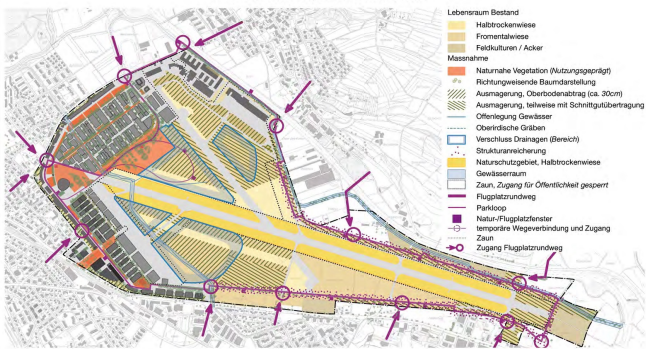 Lebensraum Bestand
Halbtrockenwiese
Fromentalwiese
Feldkulturen / Acker
Massnahme
Naturnahe Vegetation (Nutzungsgeprägt)
Richtungweisende Baumdarstellung
Ausmagerung, Oberbodenabtrag (ca. 30cm)
Ausmagerung, teilweise mit Schnittgutübertragung
Offenlegung Gewässer
Oberirdische Gräben
Verschluss Drainagen (Bereich)
Strukturanreicherung
Naturschutzgebiet, Halbtrockenwiese
Gewässerraum
Zaun, Zugang für Öffentlichkeit gesperrt
Flugplatzrundweg
Parkloop
Natur-/Flugplatzfenster
temporäre Wegeverbindung und Zugang
Zaun
Zugang Flugplatzrundweg